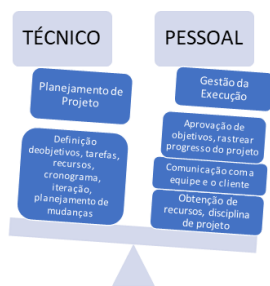 TÉCNICO
Planejamento de
Projeto
Definição
deobjetivos, tarefas,
recursos,
cronograma,
iteração,
planejamento de
mudanças
PESSOAL
Gestão da
Execução
Aprovação de
objetivos, rastrear
progresso do projeto
Comunicação com a
equipe e o cliente
Obtenção de
recursos, disciplina
de projeto